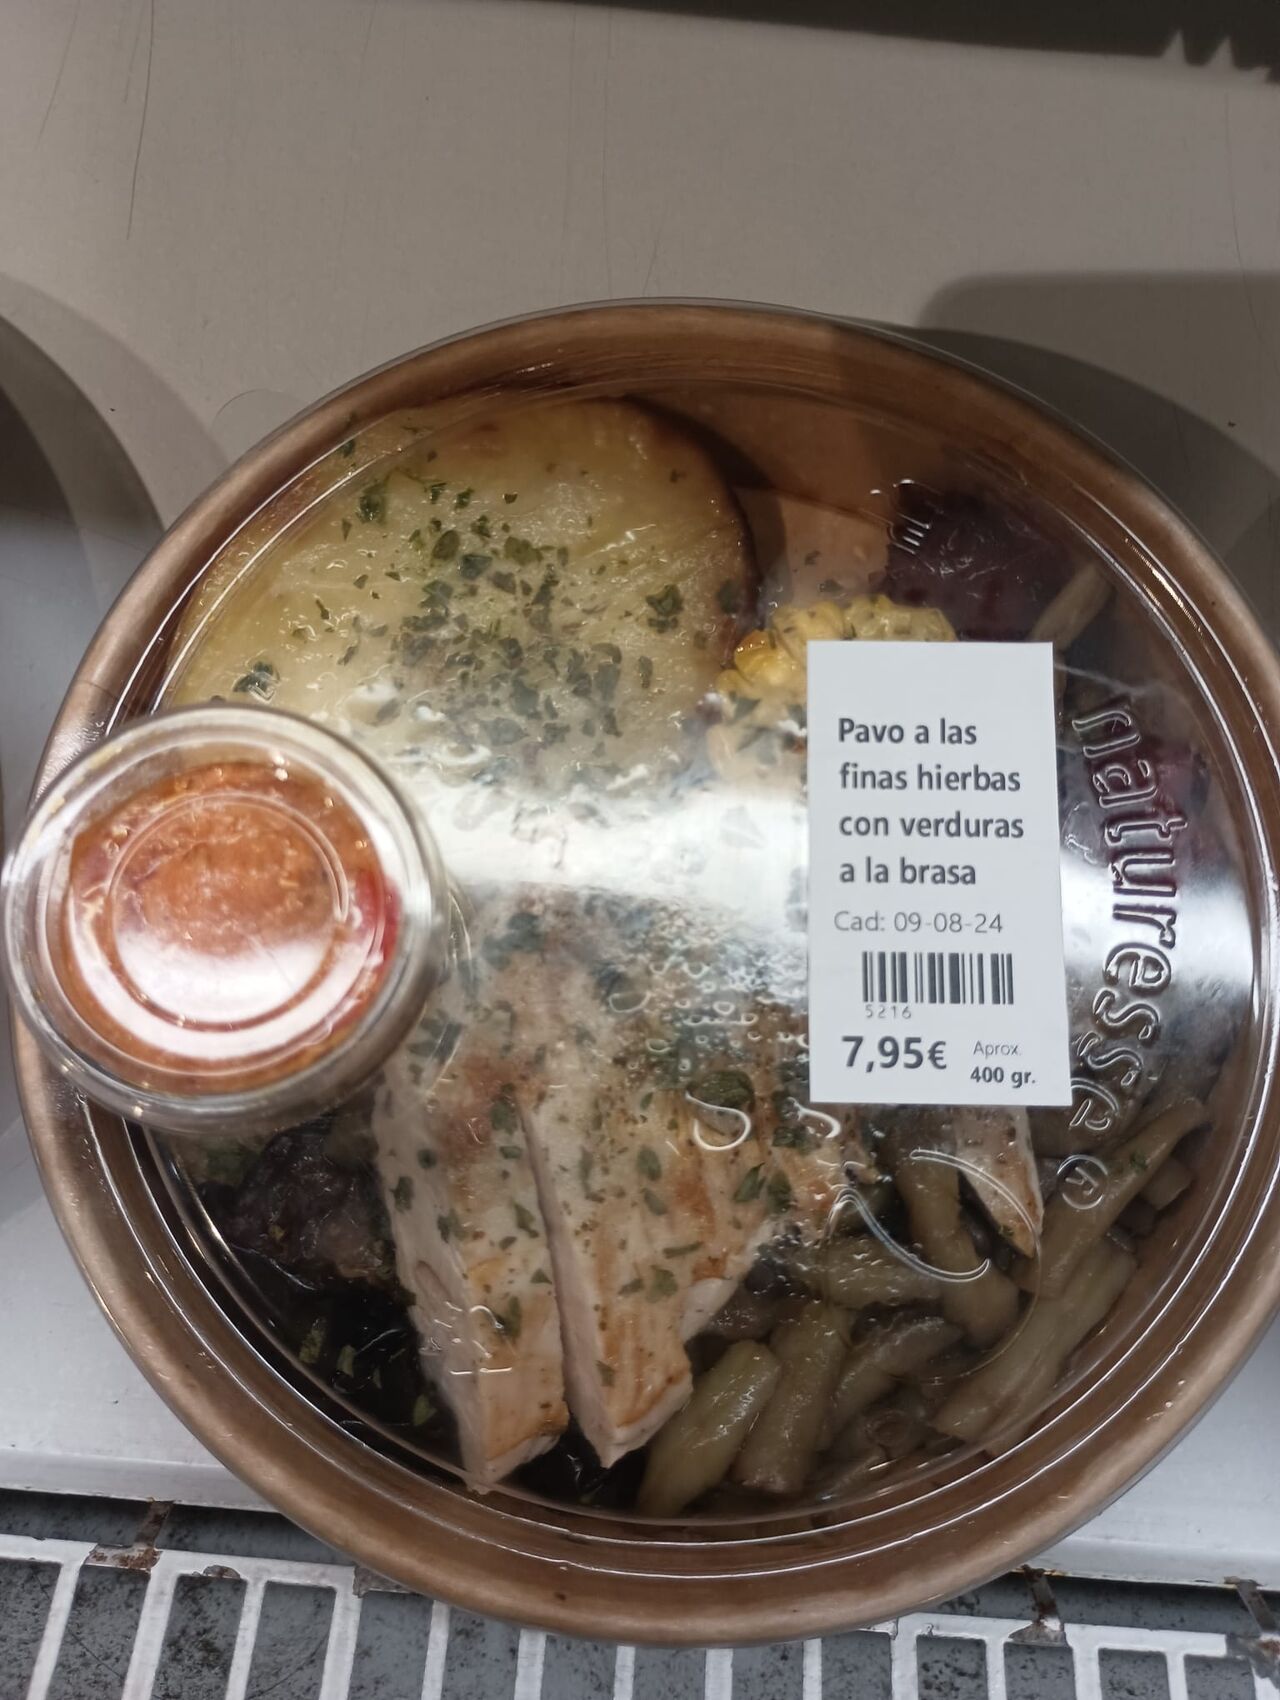 Pavo a las
finas hierbas
con verduras
a la brasa
Cad: 09-08-24
5216
7,95€
Aprox.
400 gr.
naturesse®